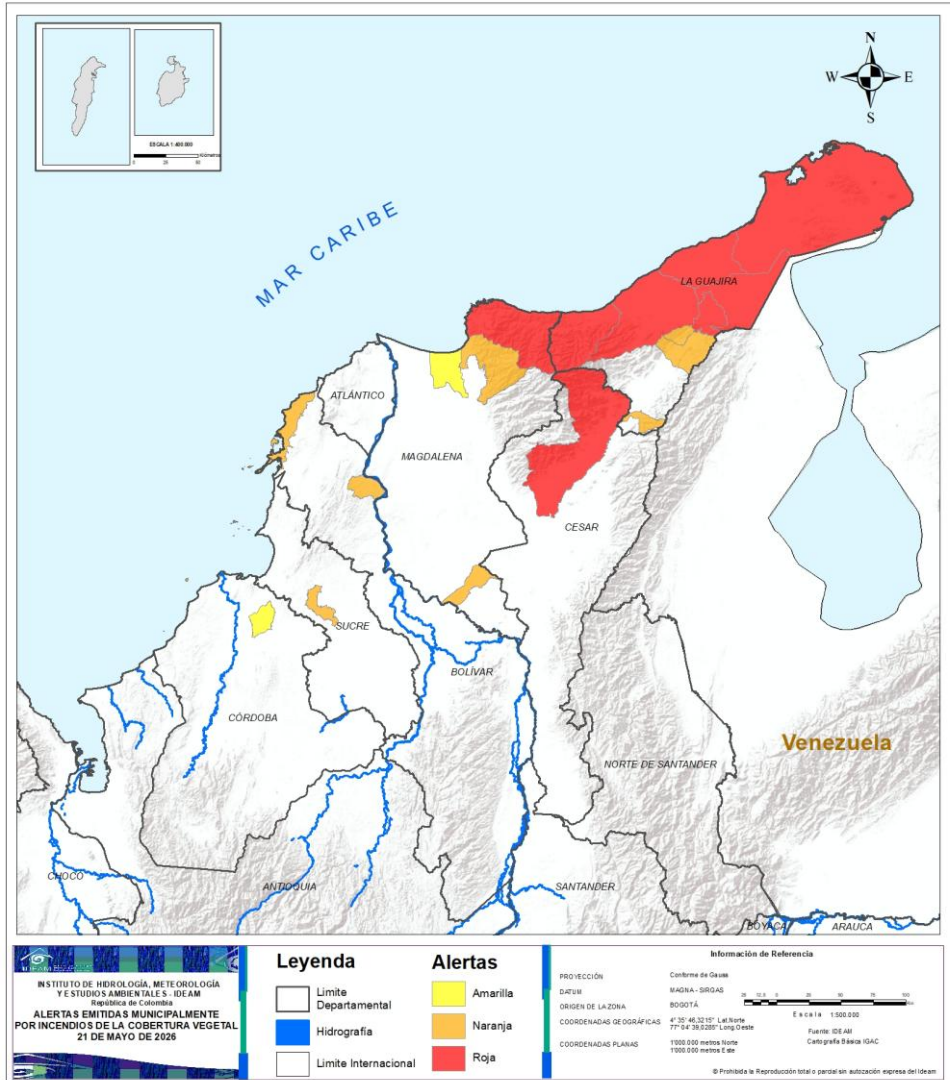 ESCALA 1:400.000
N
W
E
S
MAR CARIBE
LA GUAJIRA
ATLÁNTICO
MAGDALENA
CESAR
SUCRE
BOLÍVAR
CÓRDOBA
NORTE DE SANTANDER
Venezuela
CHOCÓ
ANTIOQUIA
SANTANDER
BOYACÁ
ARAUCA
INSTITUTO DE HIDROLOGÍA, METEOROLOGÍA
Y ESTUDIOS AMBIENTALES - IDEAM
República de Colombia
ALERTAS EMITIDAS MUNICIPALMENTE
POR INCENDIOS DE LA COBERTURA VEGETAL
21 DE MAYO DE 2026
Leyenda
Limite
Departamental
Hidrografía
Limite Internacional
Alertas
Amarilla
Naranja
Roja
Información de Referencia
PROYECCIÓN Conforme de Gauss
DATUM MAGNA - SIRGAS
ORIGEN DE LA ZONA BOGOTÁ
COORDENADAS GEOGRÁFICAS 4° 35' 46,3215" Lat.Norte
77° 04' 39,0285" Long.Oeste
COORDENADAS PLANAS 1'000.000 metros Norte
1'000.000 metros Este
Escala 1:500.000
Fuente: IDEAM
Cartografía Básica IGAC
© Prohibida la Reproducción total o parcial sin autozación expresa del Ideam